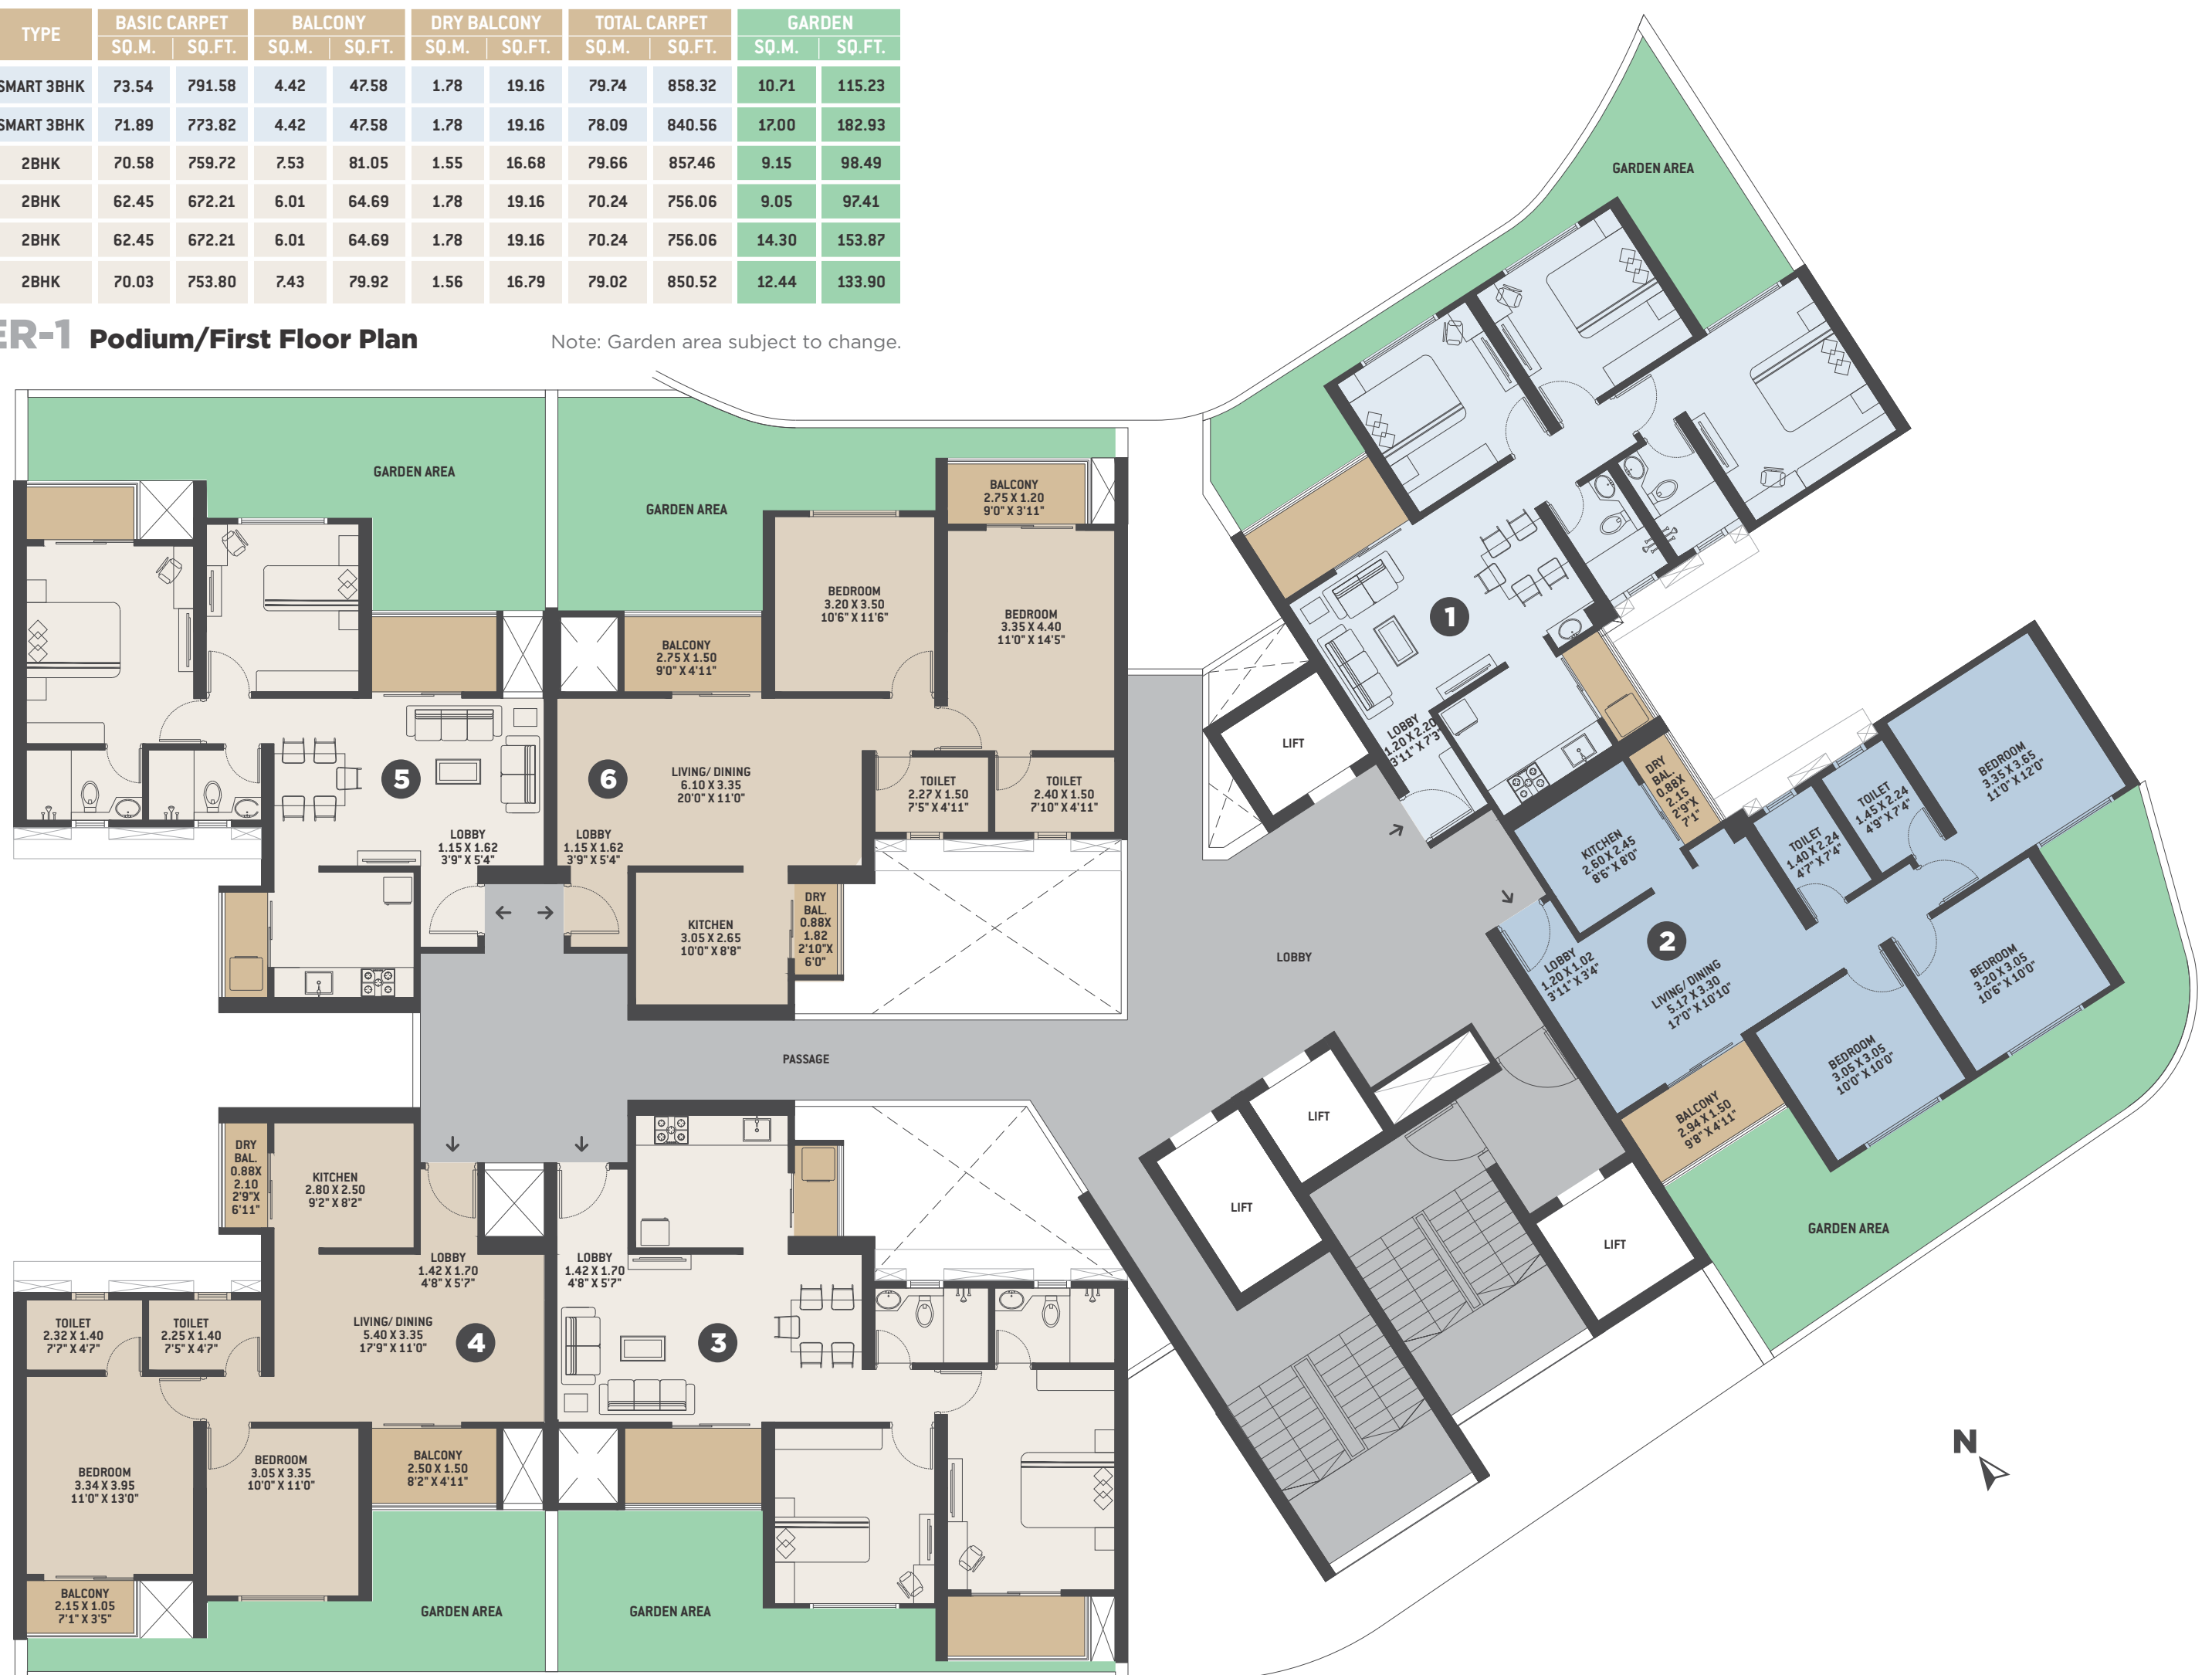 TYPE BASIC CARPET BALCONY DRY BALCONY TOTAL CARPET GARDEN
SQ.M. SQ.FT. SQ.M. SQ.FT. SQ.M. SQ.FT. SQ.M. SQ.FT. SQ.M. SQ.FT.
SMART 3BHK 73.54 791.58 4.42 47.58 1.78 19.16 79.74 858.32 10.71 115.23
SMART 3BHK 71.89 773.82 4.42 47.58 1.78 19.16 78.09 840.56 17.00 182.93
2BHK 70.58 759.72 7.53 81.05 1.55 16.68 79.66 857.46 9.15 98.49
2BHK 62.45 672.21 6.01 64.69 1.78 19.16 70.24 756.06 9.05 97.41
2BHK 62.45 672.21 6.01 64.69 1.78 19.16 70.24 756.06 14.30 153.87
2BHK 70.03 753.80 7.43 79.92 1.56 16.79 79.02 850.52 12.44 133.90
ER-1 Podium/First Floor Plan
Note: Garden area subject to change.
GARDEN AREA
1
LOBBY
1.20 X 2.20
3'11" X 7'3"
LIFT
GARDEN AREA
5
LOBBY
1.15 X 1.62
3'9" X 5'4"
GARDEN AREA
BALCONY
2.75 X 1.20
9'0" X 3'11"
BEDROOM
3.20 X 3.50
10'6" X 11'6"
BEDROOM
3.35 X 4.40
11'0" X 14'5"
BALCONY
2.75 X 1.50
9'0" X 4'11"
6
LIVING/ DINING
6.10 X 3.35
20'0" X 11'0"
TOILET
2.27 X 1.50
7'5" X 4'11"
TOILET
2.40 X 1.50
7'10" X 4'11"
LOBBY
1.15 X 1.62
3'9" X 5'4"
KITCHEN
3.05 X 2.65
10'0" X 8'8"
DRY
BAL.
0.88X
1.82
2'10"X
6'0"
DRY
BAL.
0.88X
2.15
2'9"X
7'1"
KITCHEN
2.60 X 2.45
8'6" X 8'0"
TOILET
1.40 X 2.24
4'7" X 7'4"
TOILET
1.45 X 2.24
4'9" X 7'4"
BEDROOM
3.35 X 3.65
11'0" X 12'0"
2
LOBBY
1.20 X 1.02
3'11" X 3'4"
LIVING/ DINING
5.17 X 3.30
17'0" X 10'10"
BEDROOM
3.20 X 3.05
10'6" X 10'0"
BEDROOM
3.05 X 3.05
10'0" X 10'0"
BALCONY
2.94 X 1.50
9'8" X 4'11"
GARDEN AREA
LOBBY
PASSAGE
LIFT
LIFT
LIFT
DRY
BAL.
0.88X
2.10
2'9"X
6'11"
KITCHEN
2.80 X 2.50
9'2" X 8'2"
LOBBY
1.42 X 1.70
4'8" X 5'7"
TOILET
2.32 X 1.40
7'7" X 4'7"
TOILET
2.25 X 1.40
7'5" X 4'7"
LIVING/ DINING
5.40 X 3.35
17'9" X 11'0"
4
BEDROOM
3.34 X 3.95
11'0" X 13'0"
BEDROOM
3.05 X 3.35
10'0" X 11'0"
BALCONY
2.50 X 1.50
8'2" X 4'11"
BALCONY
2.15 X 1.05
7'1" X 3'5"
GARDEN AREA
LOBBY
1.42 X 1.70
4'8" X 5'7"
3
GARDEN AREA
N